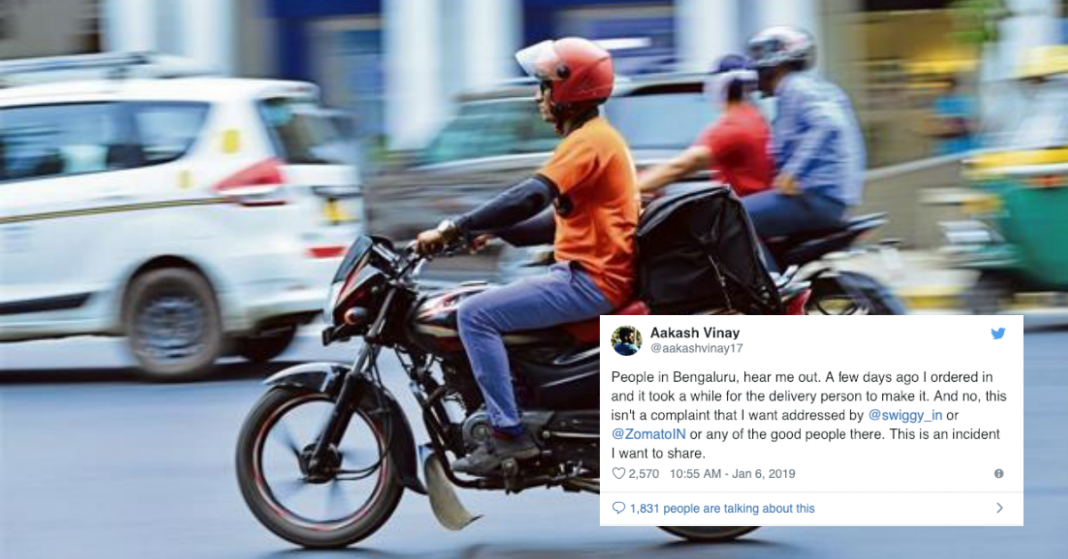 Aakash Vinay
@aakashvinay17
People in Bengaluru, hear me out. A few days ago I ordered in
and it took a while for the delivery person to make it. And no, this
isn't a complaint that I want addressed by @swiggy_in or
@ZomatoIN or any of the good people there. This is an incident
I want to share.
2,570 10:55 AM - Jan 6, 2019
1,831 people are talking about this